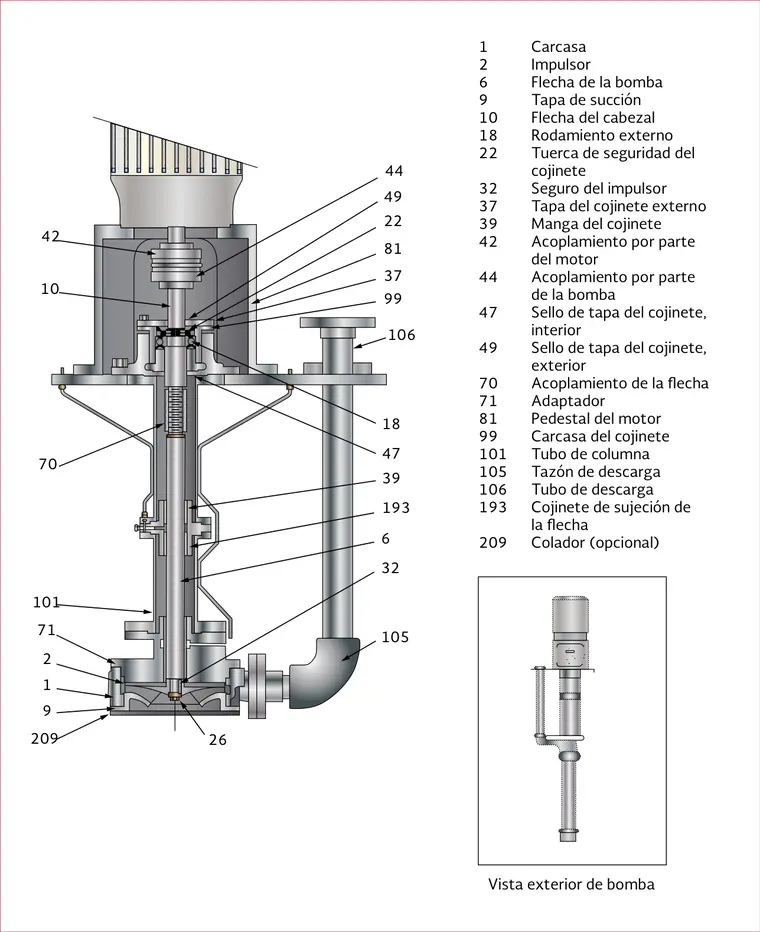 44
49
22
42
81
10
37
99
106
18
70
47
39
193
6
32
101
71
105
2
1
9
209
26
1 Carcasa
2 Impulsor
6 Flecha de la bomba
9 Tapa de succión
10 Flecha del cabezal
18 Rodamiento externo
22 Tuerca de seguridad del
cojinete
32 Seguro del impulsor
37 Tapa del cojinete externo
39 Manga del cojinete
42 Acoplamiento por parte
del motor
44 Acoplamiento por parte
de la bomba
47 Sello de tapa del cojinete,
interior
49 Sello de tapa del cojinete,
exterior
70 Acoplamiento de la flecha
71 Adaptador
81 Pedestal del motor
99 Carcasa del cojinete
101 Tubo de columna
105 Tazón de descarga
106 Tubo de descarga
193 Cojinete de sujeción de
la flecha
209 Colador (opcional)
Vista exterior de bomba